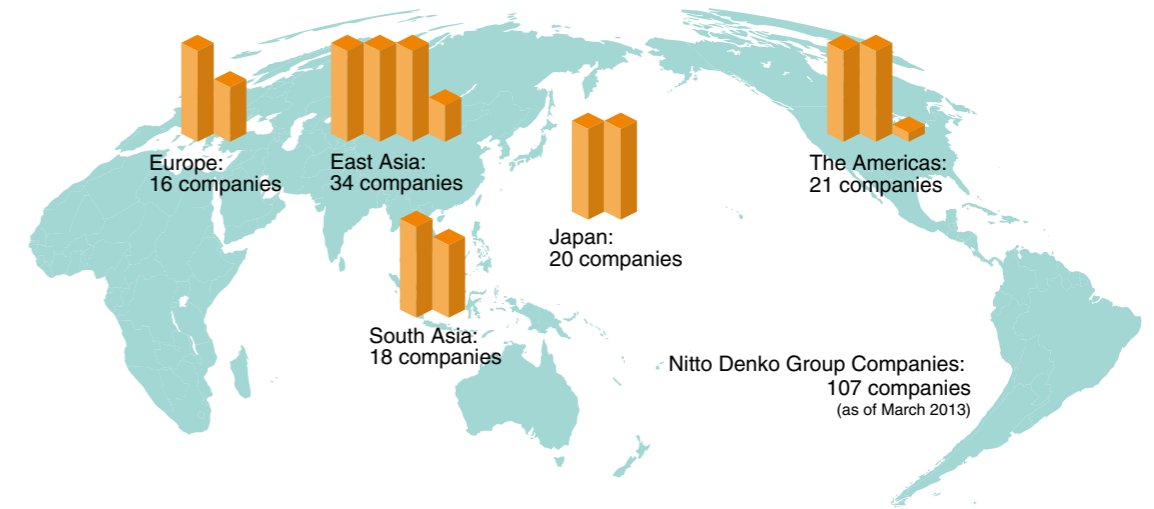 Europe:
16 companies
East Asia:
34 companies
The Americas:
21 companies
Japan:
20 companies
South Asia:
18 companies
Nitto Denko Group Companies:
107 companies
(as of March 2013)